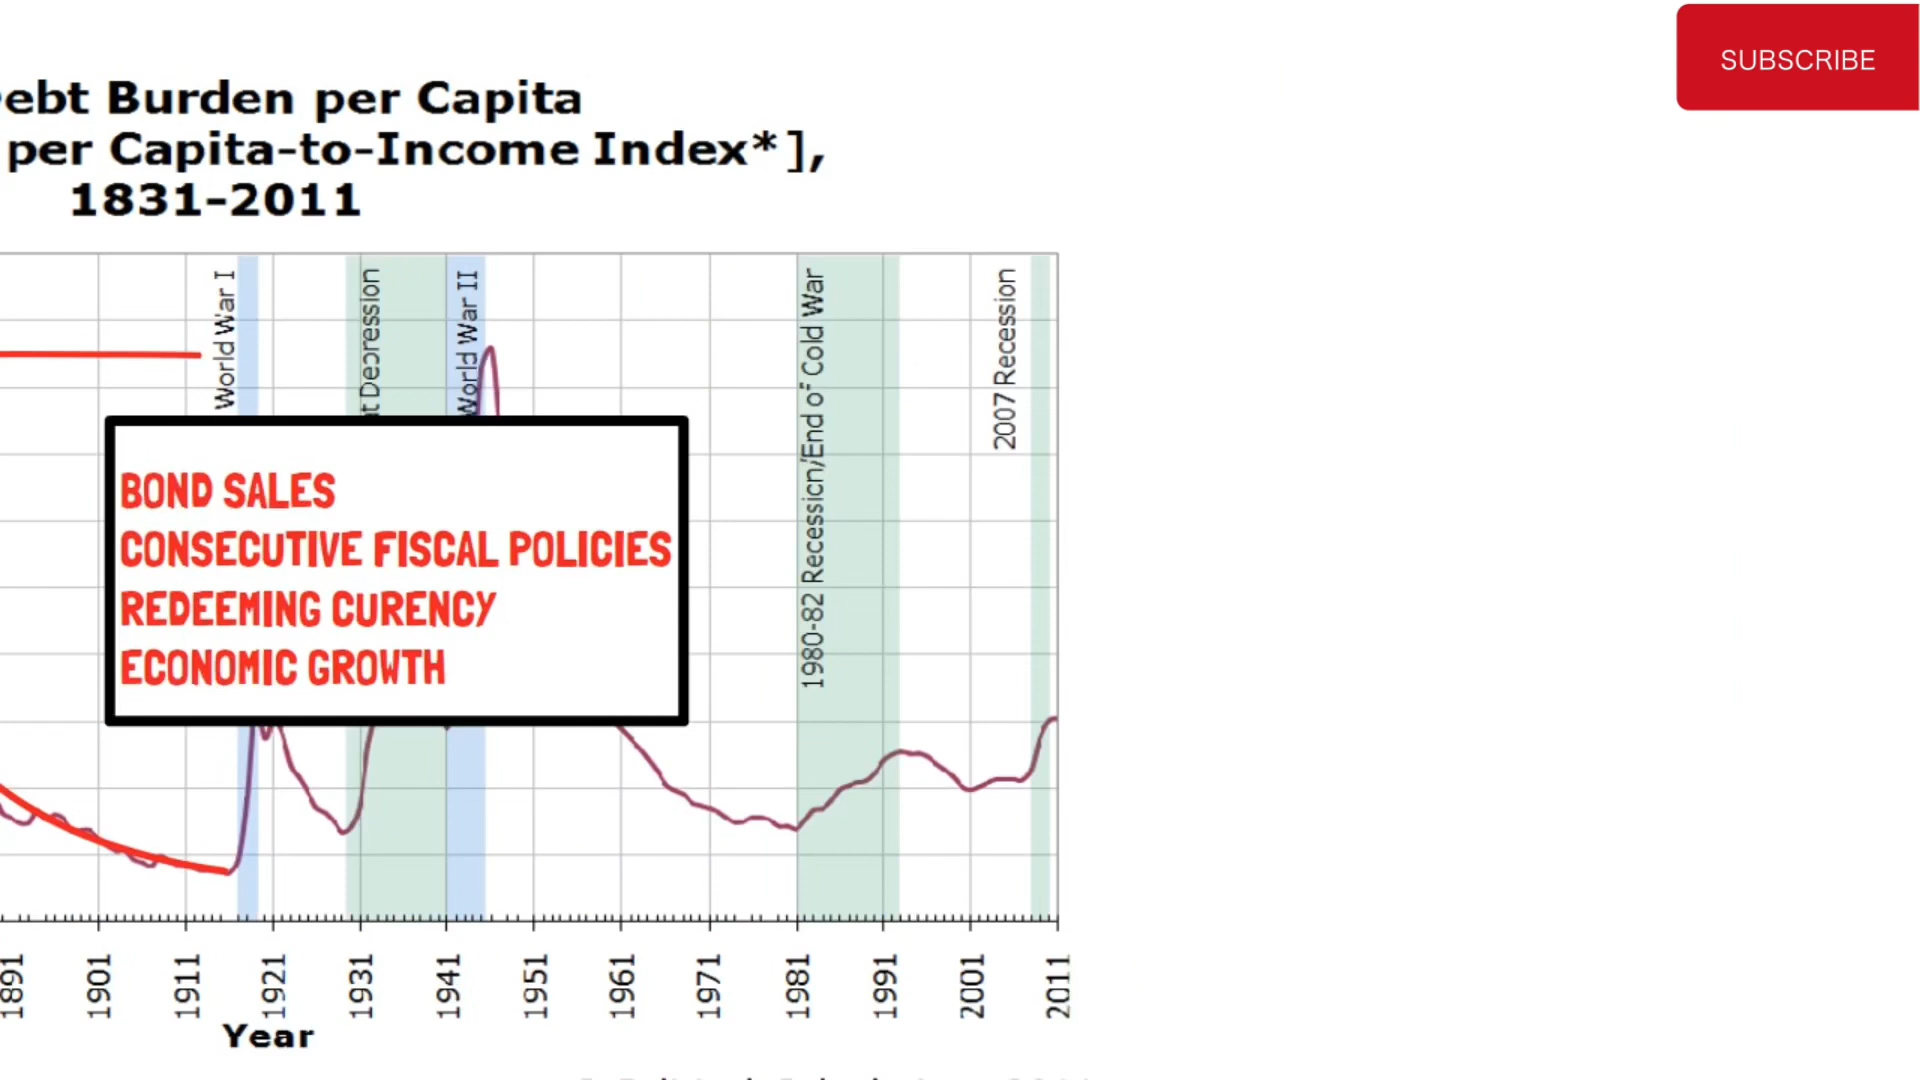 SUBSCRIBE
ebt Burden per Capita
per Capita-to-Income Index*],
1831-2011
World War I
t Depression
World War II
1980-82 Recession/End of Cold War
2007 Recession
BOND SALES
CONSECUTIVE FISCAL POLICIES
REDEEMING CURENCY
ECONOMIC GROWTH
1891
1901
1911
1921
1931
1941
1951
1961
1971
1981
1991
2001
2011
Year